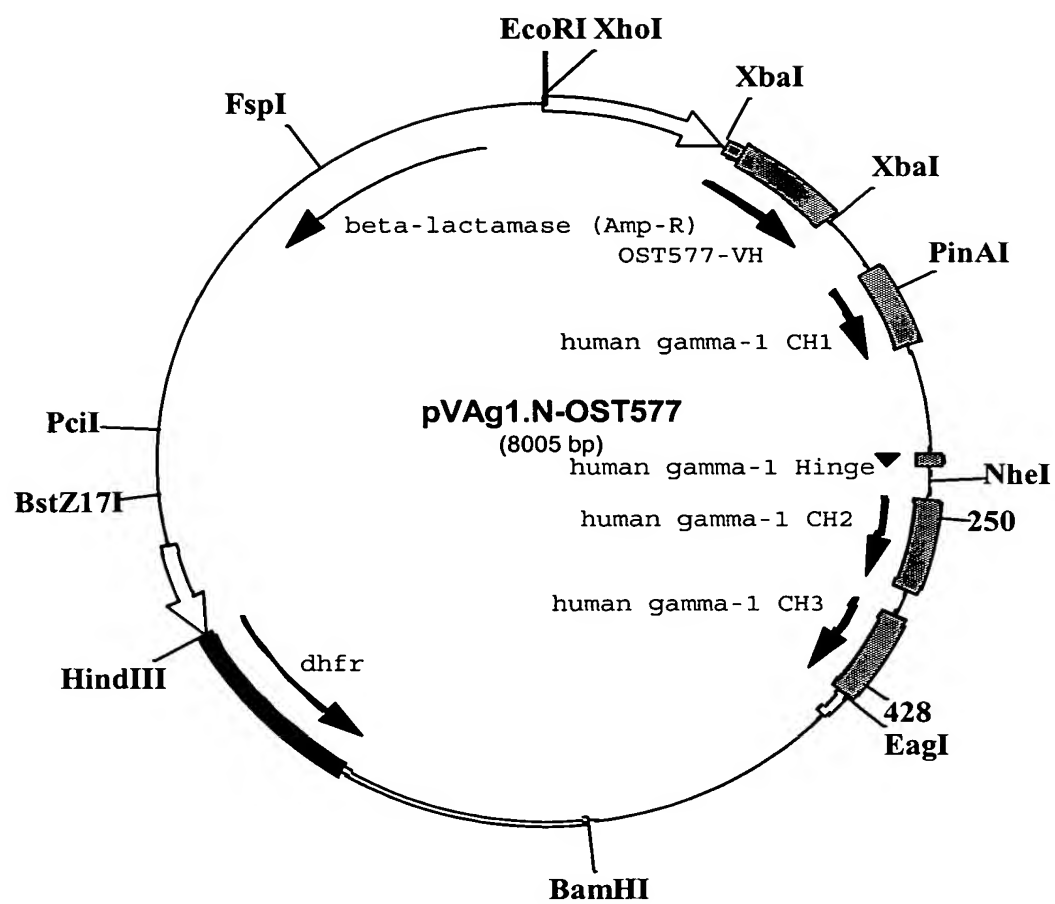 EcoRI XhoI
XbaI
FspI
XbaI
beta-lactamase (Amp-R)
OST577-VH
PinAI
human gamma-1 CH1
pVAg1.N-OST577
(8005 bp)
PciI
human gamma-1 Hinge
NheI
BstZ17I
human gamma-1 CH2
250
human gamma-1 CH3
HindIII
dhfr
428
EagI
BamHI